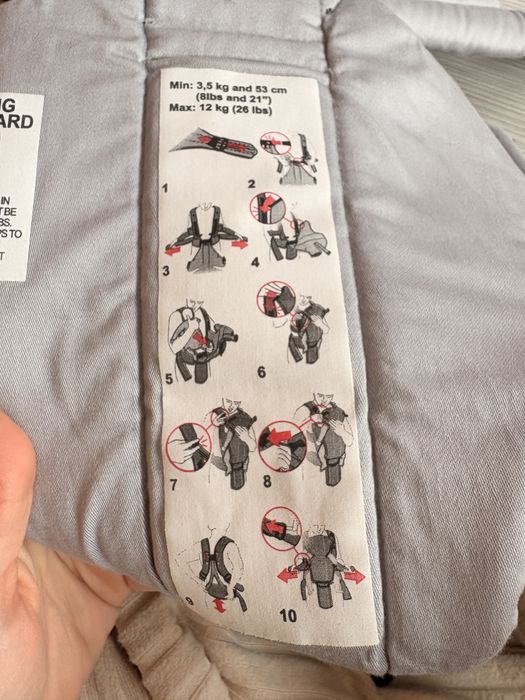 NG
ARD
IN
T BE
BS.
PS TO
T
Min: 3,5 kg and 53 cm
(8lbs and 21")
Max: 12 kg (26 lbs)
1
2
3
4
5
6
7
8
9
10